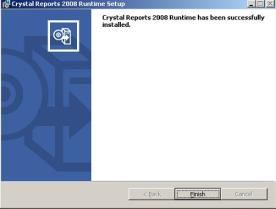 Crystal Reports 2008 Runtime Setup
Crystal Reports 2008 Runtime has been successfully
installed.
< Back
Finish
Cancel